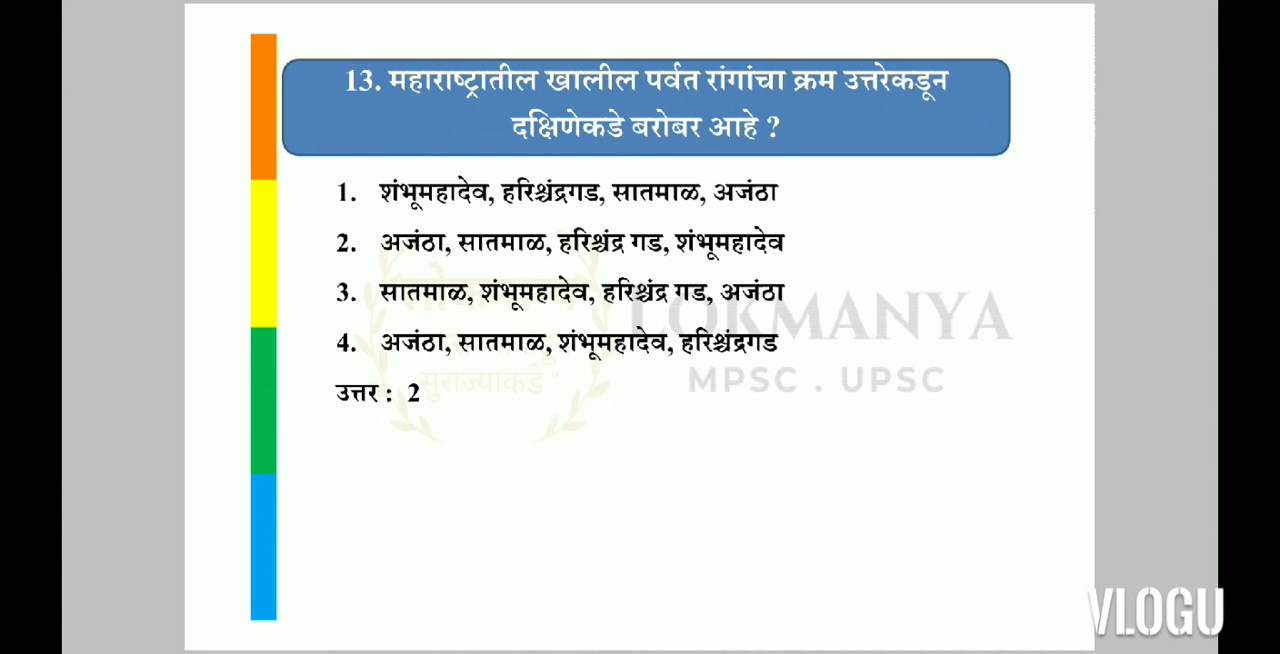 13. महाराष्ट्रातील खालील पर्वत रांगांचा क्रम उत्तरेकडून
दक्षिणेकडे बरोबर आहे ?
1. शंभूमहादेव, हरिश्चंद्रगड, सातमाळ, अजंठा
2. अजंठा, सातमाळ, हरिश्चंद्र गड, शंभूमहादेव
3. सातमाळ, शंभूमहादेव, हरिश्चंद्र गड, अजंठा
4. अजंठा, सातमाळ, शंभूमहादेव, हरिश्चंद्रगड
उत्तर : 2
LOKMANYA
MPSC . UPSC
सुराज्याकडे
VLOGU